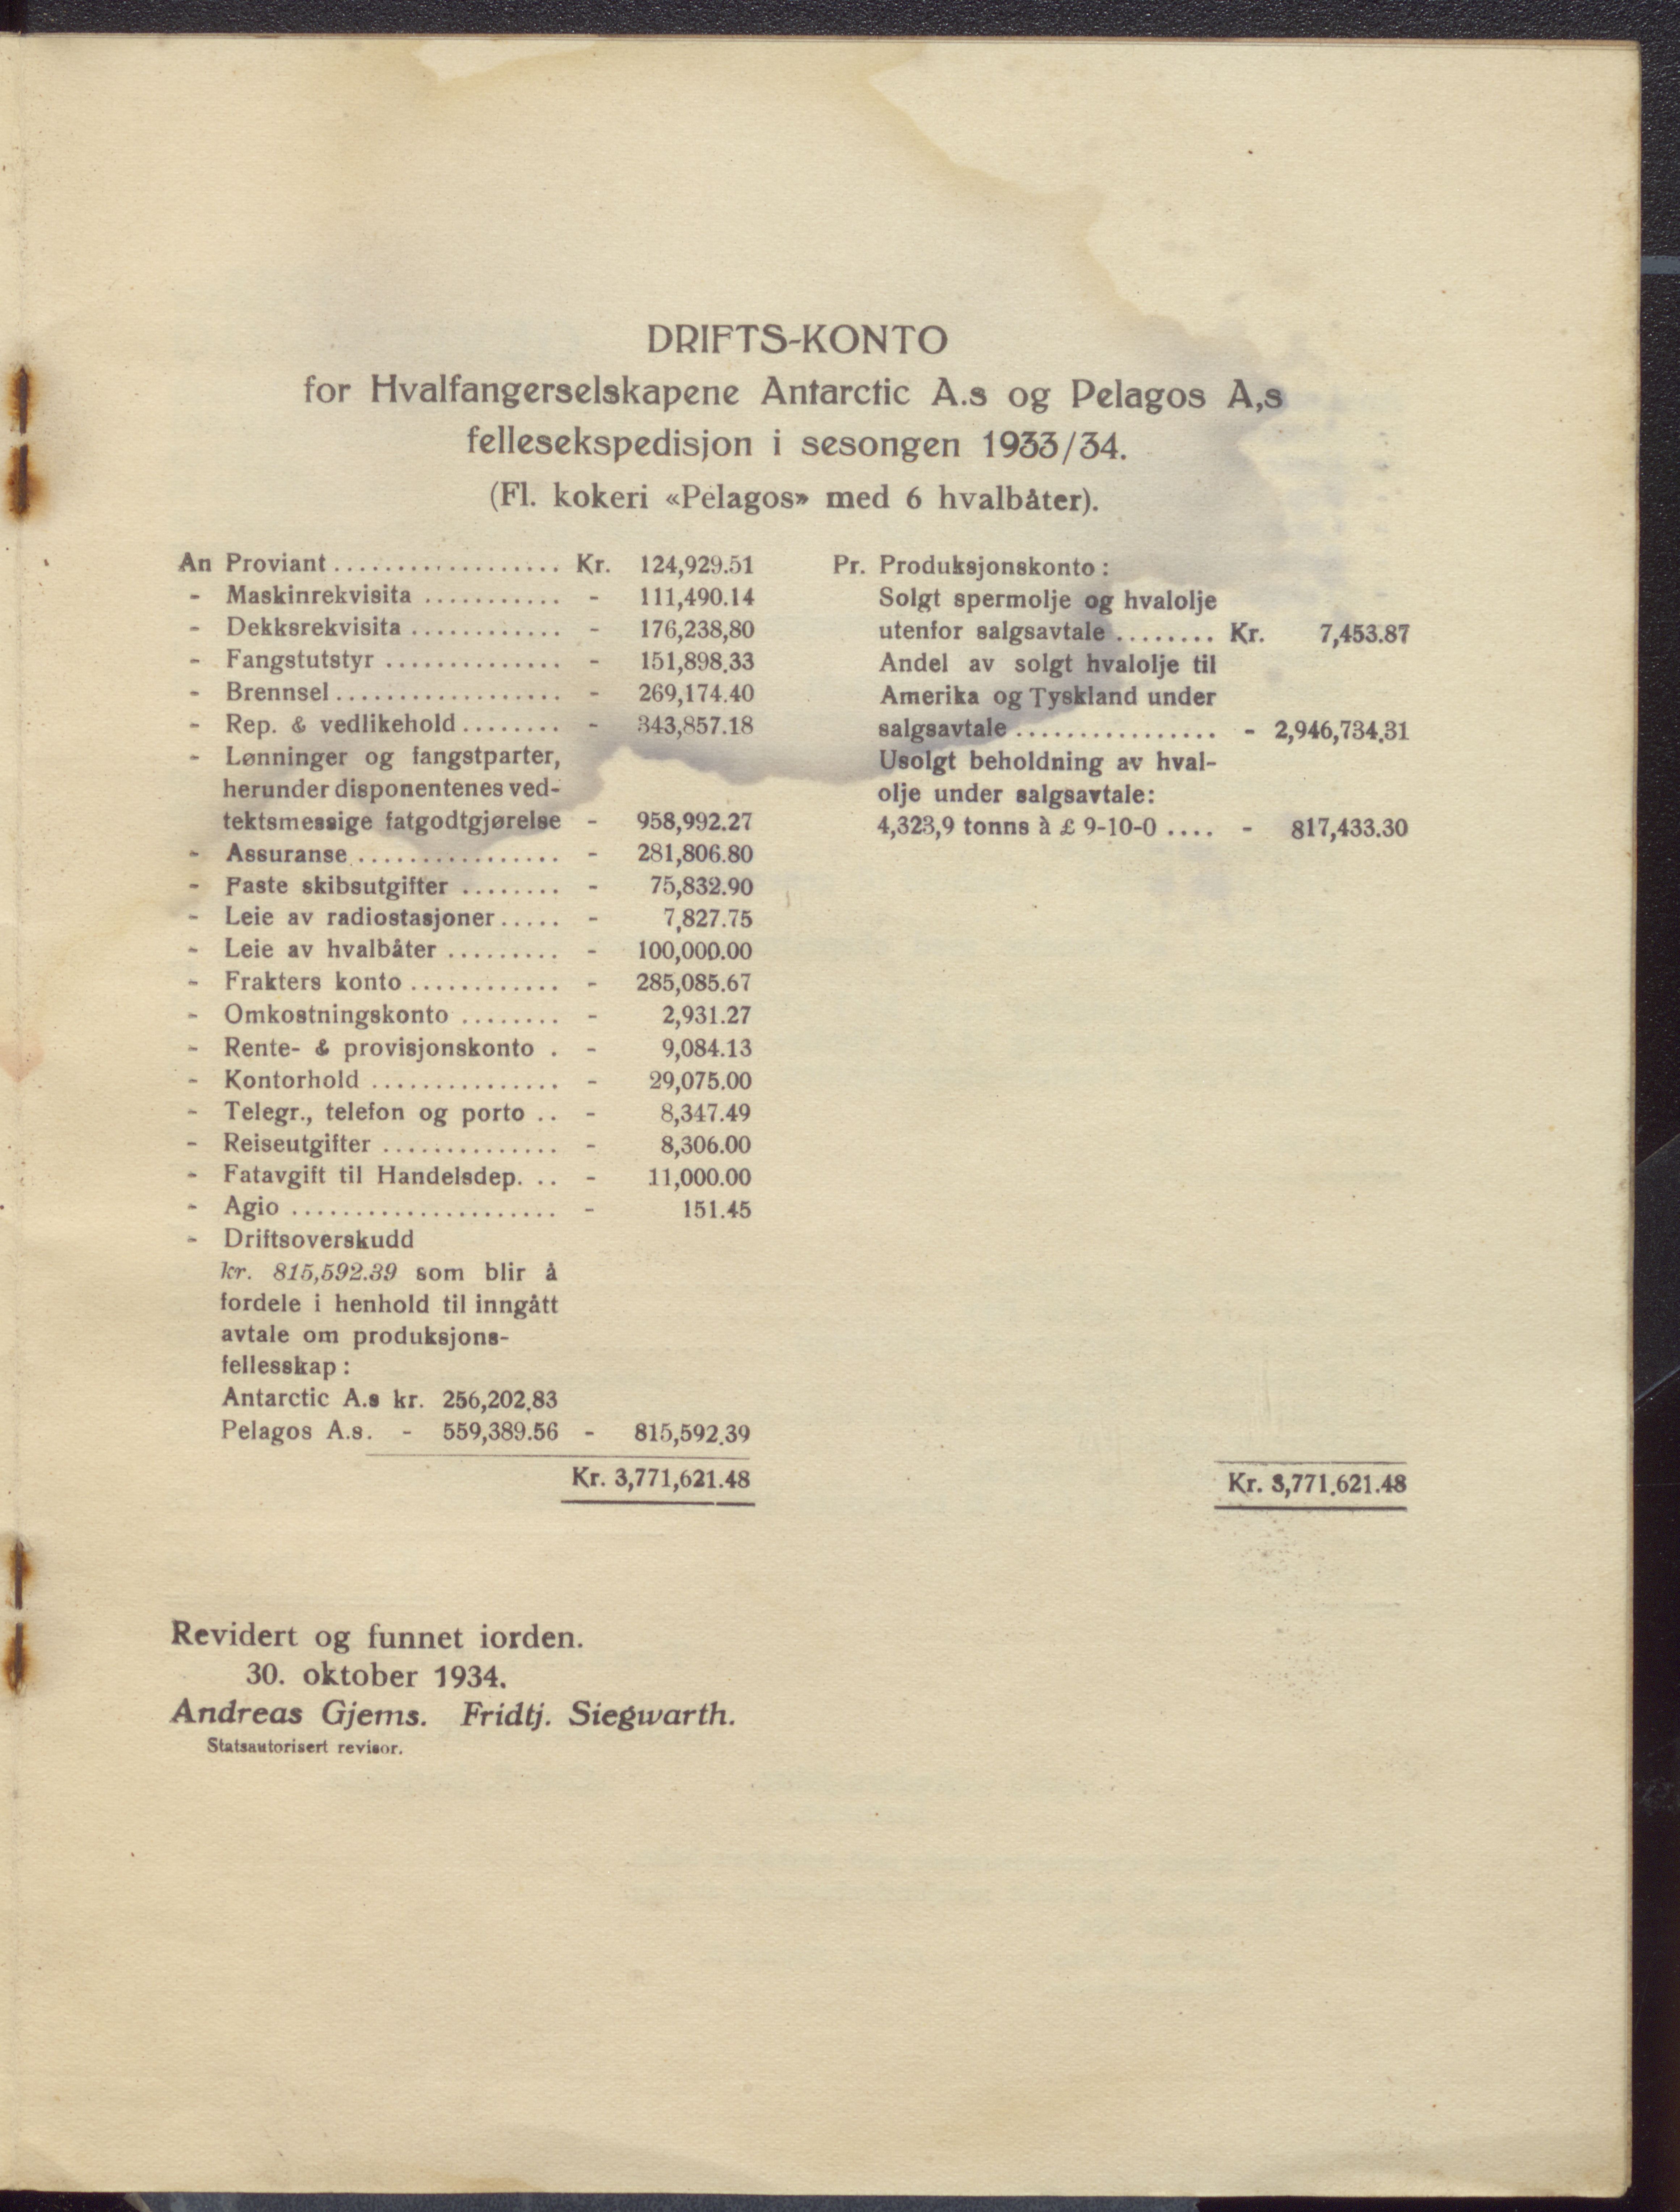 DRIFTS-KONTO
for Hvalfangerselskapene Antarctic A.s og Pelagos A,s
fellesekspedisjon i sesongen 1933/34.
(Fl. kokeri «Pelagos» med 6 hvalbåter).
An Proviant ................... Kr. 124,929.51
- Maskinrekvisita ........... - 111,490.14
- Dekksrekvisita ............ - 176,238,80
- Fangstutstyr .............. - 151,898.33
- Brennsel .................. - 269,174.40
- Rep. & vedlikehold ........ - 343,857.18
- Lønninger og fangstparter,
herunder disponentenes ved-
tektsmessige fatgodtgjørelse - 958,992.27
- Assuranse ................ - 281,806.80
- Faste skibsutgifter ........ - 75,832.90
- Leie av radiostasjoner ..... - 7,827.75
- Leie av hvalbåter ......... - 100,000.00
- Frakters konto ............ - 285,085.67
- Omkostningskonto ........ - 2,931.27
- Rente- & provisjonskonto . - 9,084.13
- Kontorhold ............... - 29,075.00
- Telegr., telefon og porto .. - 8,347.49
- Reiseutgifter .............. - 8,306.00
- Fatavgift til Handelsdep. .. - 11,000.00
- Agio ..................... - 151.45
- Driftsoverskudd
kr. 815,592.39 som blir å
fordele i henhold til inngått
avtale om produksjons-
fellesskap :
Antarctic A.s kr. 256,202.83
Pelagos A.s. - 559,389.56 - 815,592.39
Kr. 3,771,621.48
Pr. Produksjonskonto :
Solgt spermolje og hvalolje
utenfor salgsavtale ........ Kr. 7,453.87
Andel av solgt hvalolje til
Amerika og Tyskland under
salgsavtale ................ - 2,946,734.31
Usolgt beholdning av hval-
olje under salgsavtale:
4,323,9 tonns à £ 9-10-0 .... - 817,433.30
Kr. 3,771.621.48
Revidert og funnet iorden.
30. oktober 1934.
Andreas Gjems. Fridtj. Siegwarth.
Statsautorisert revisor.